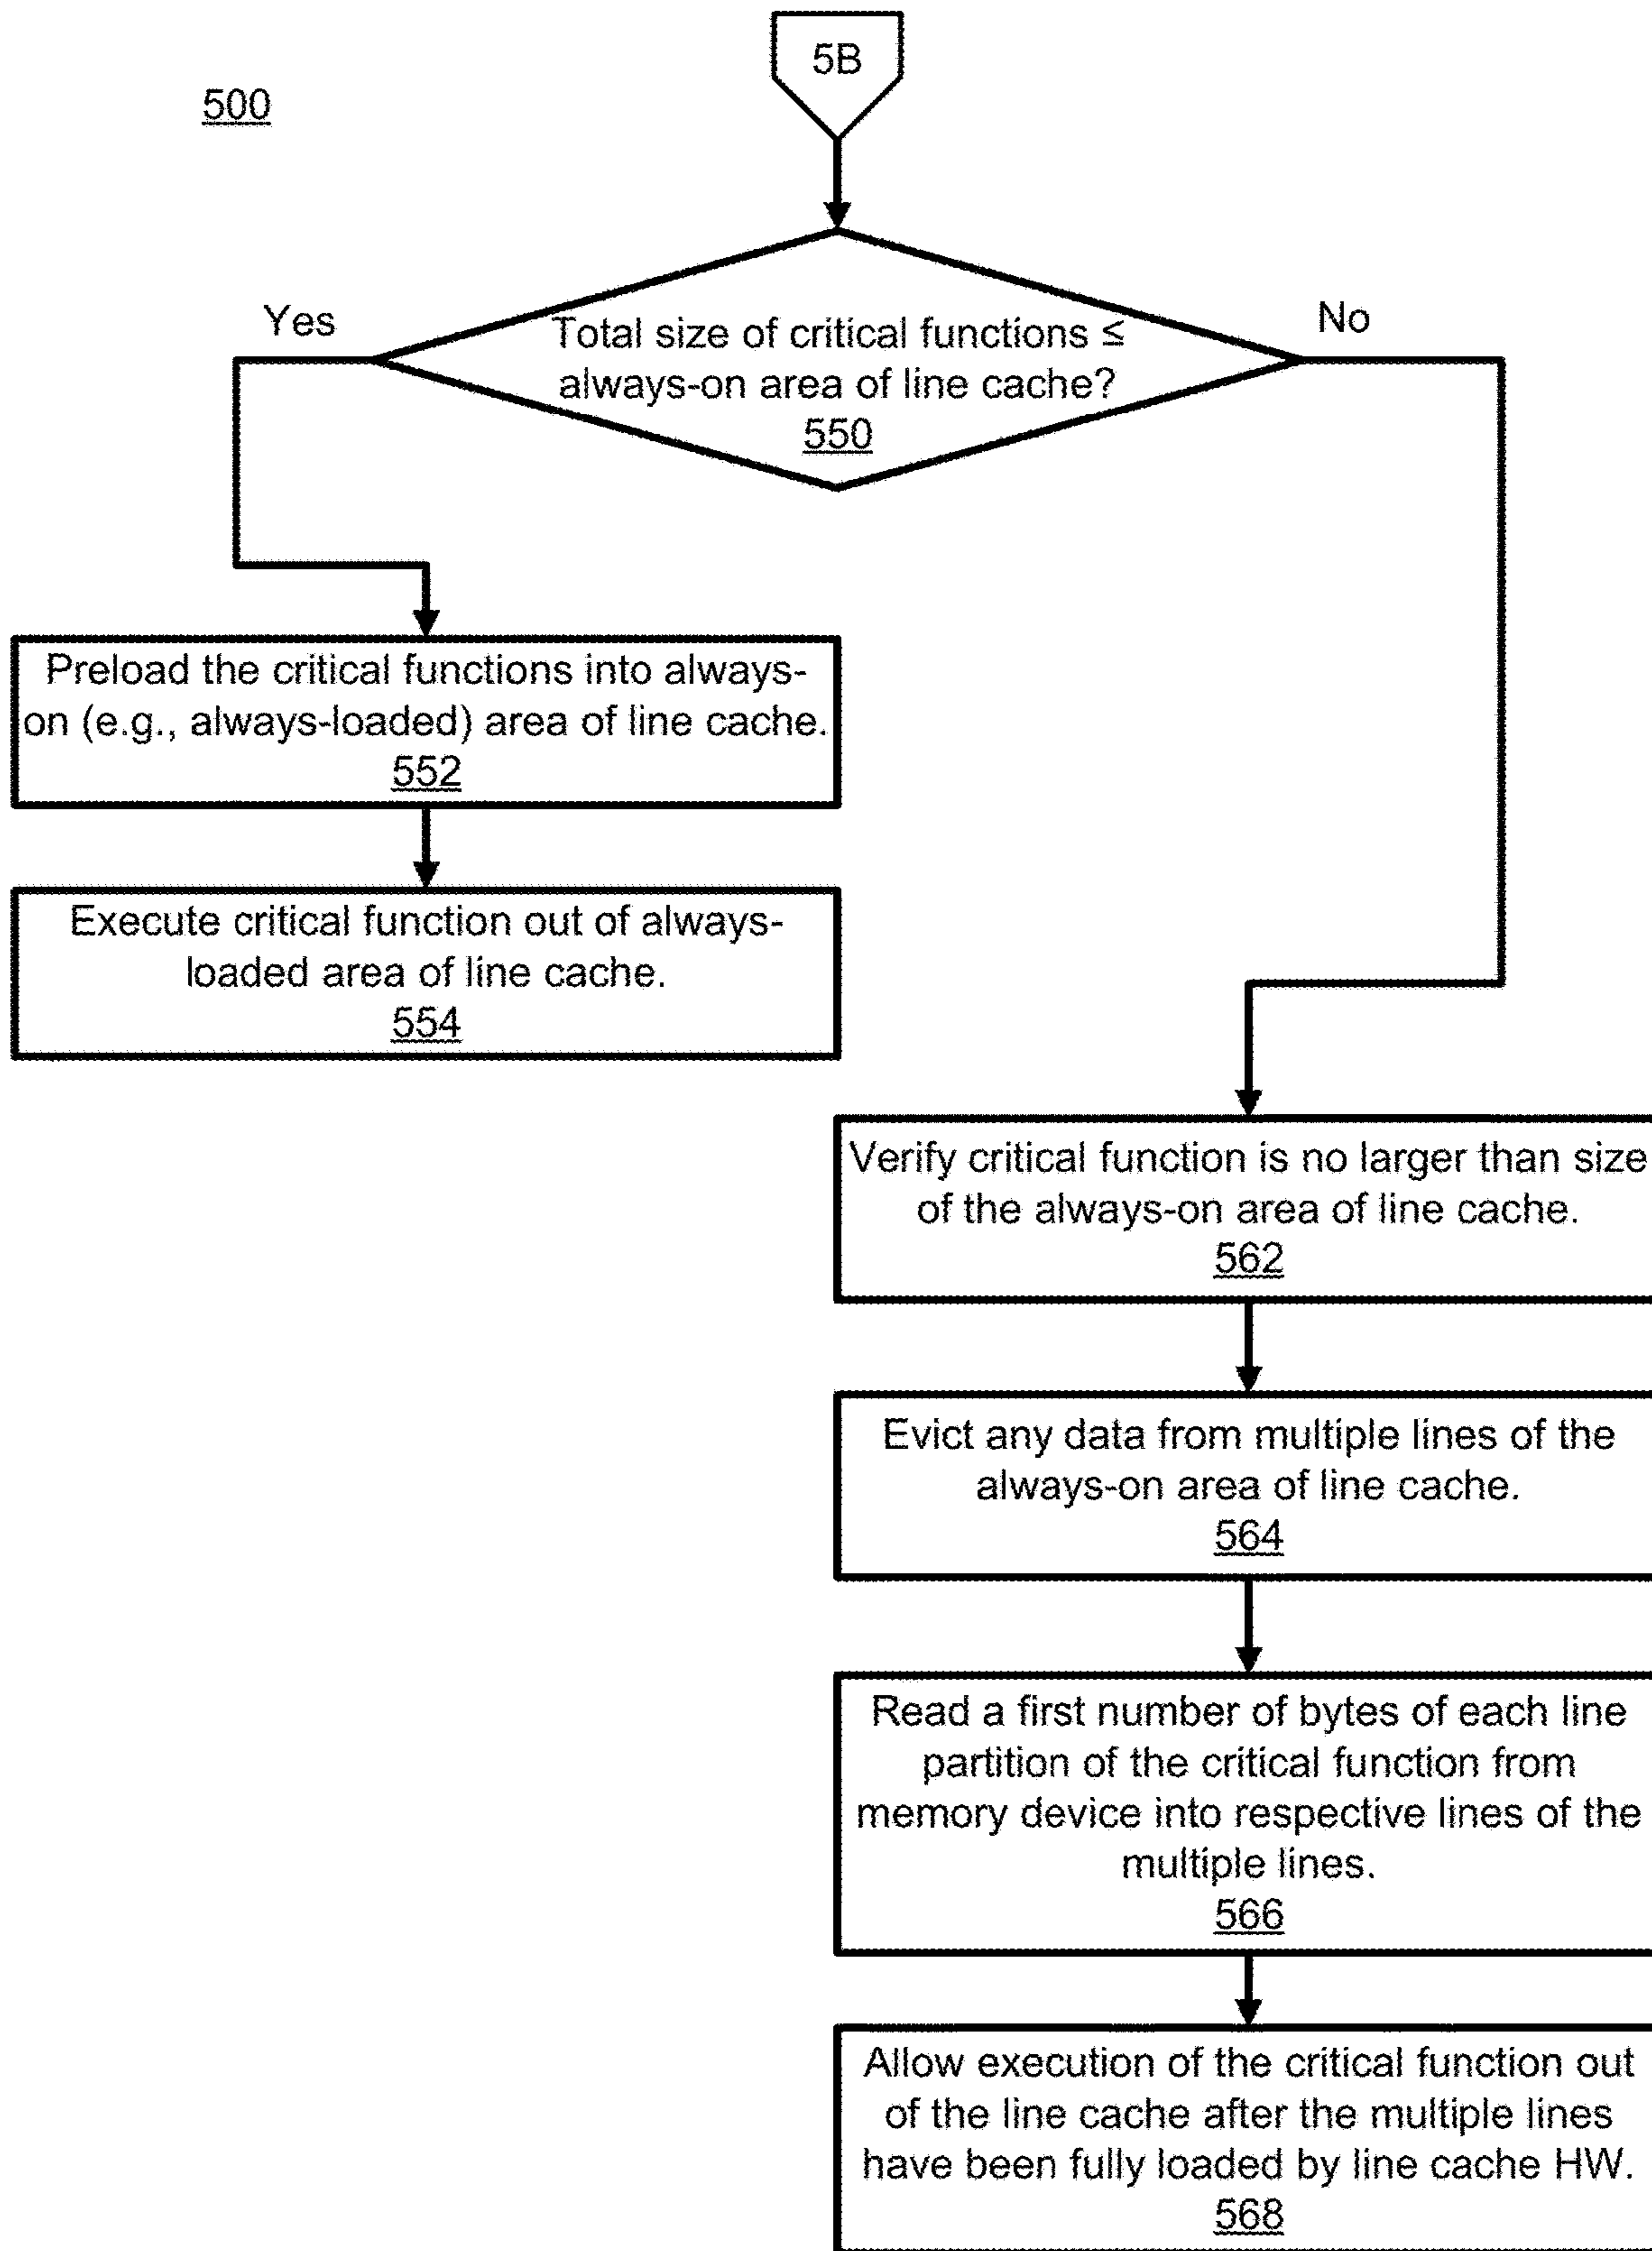 5B
500
Yes
No
Total size of critical functions ≤
always-on area of line cache?
550
Preload the critical functions into always-
on (e.g., always-loaded) area of line cache.
552
Execute critical function out of always-
loaded area of line cache.
554
Verify critical function is no larger than size
of the always-on area of line cache.
562
Evict any data from multiple lines of the
always-on area of line cache.
564
Read a first number of bytes of each line
partition of the critical function from
memory device into respective lines of the
multiple lines.
566
Allow execution of the critical function out
of the line cache after the multiple lines
have been fully loaded by line cache HW.
568